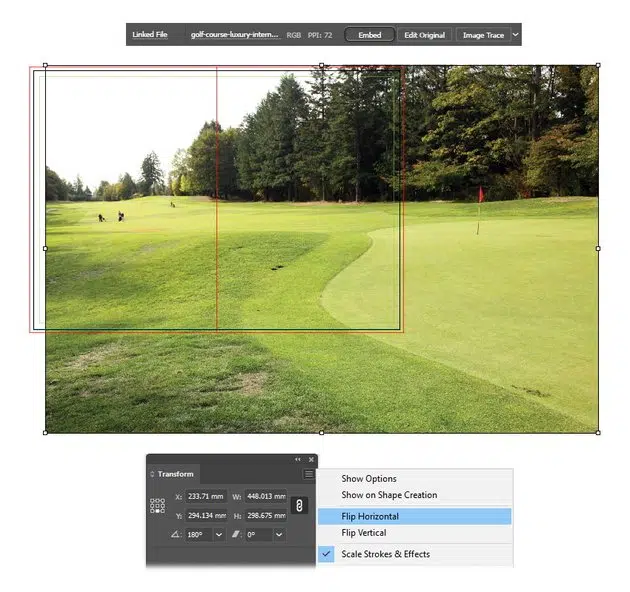 Linked File golf-course-luxury-intern... RGB PPI: 72 Embed Edit Original Image Trace
Transform
X: 233.71 mm W: 448.013 mm
Y: 294.134 mm H: 298.675 mm
180° 0°
Show Options
Show on Shape Creation
Flip Horizontal
Flip Vertical
Scale Strokes & Effects